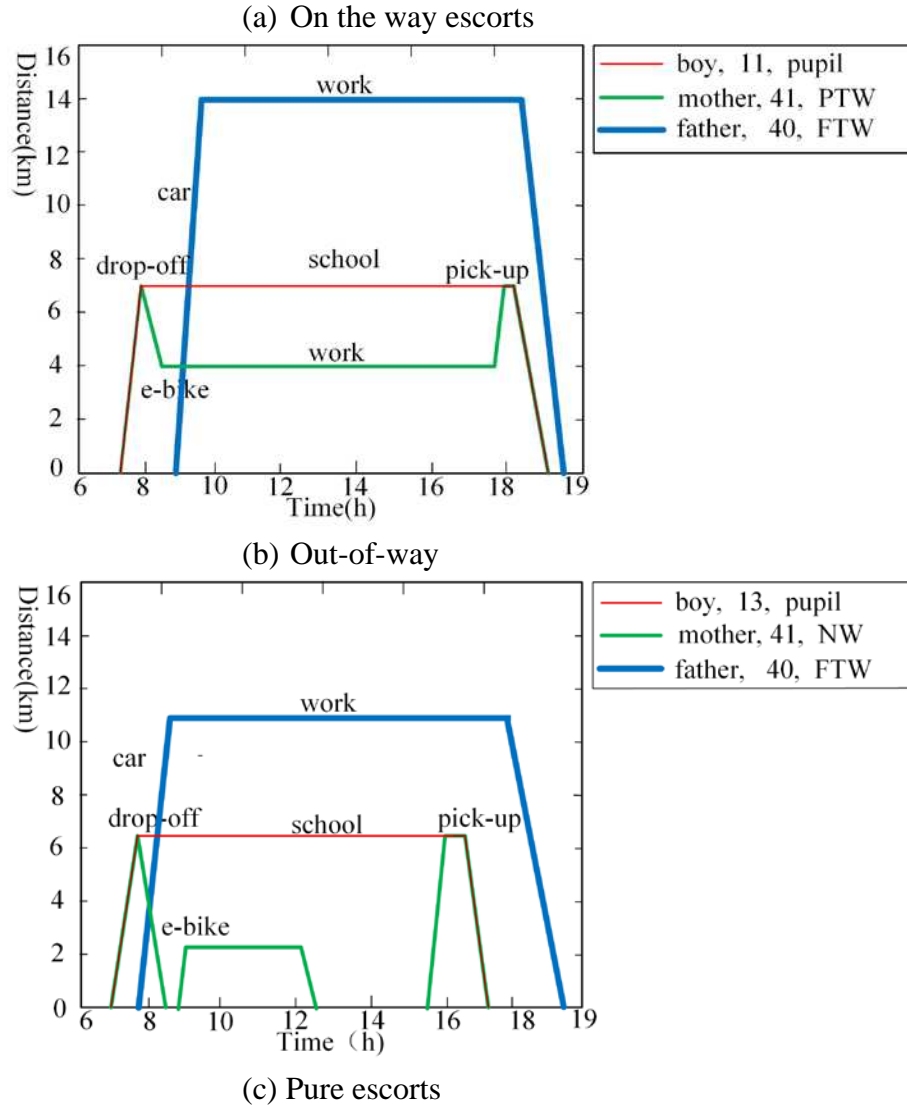 (a) On the way escorts
Distance(km)
16
14
12
10
8
6
4
2
0
work
car
drop-off
school
pick-up
work
e-bike
6 8 10 12 14 16 18 19
Time(h)
boy, 11, pupil
mother, 41, PTW
father, 40, FTW
(b) Out-of-way
Distance(km)
16
14
12
10
8
6
4
2
0
work
car
drop-off
school
pick-up
e-bike
6 8 10 12 14 16 18 19
Time (h)
boy, 13, pupil
mother, 41, NW
father, 40, FTW
(c) Pure escorts